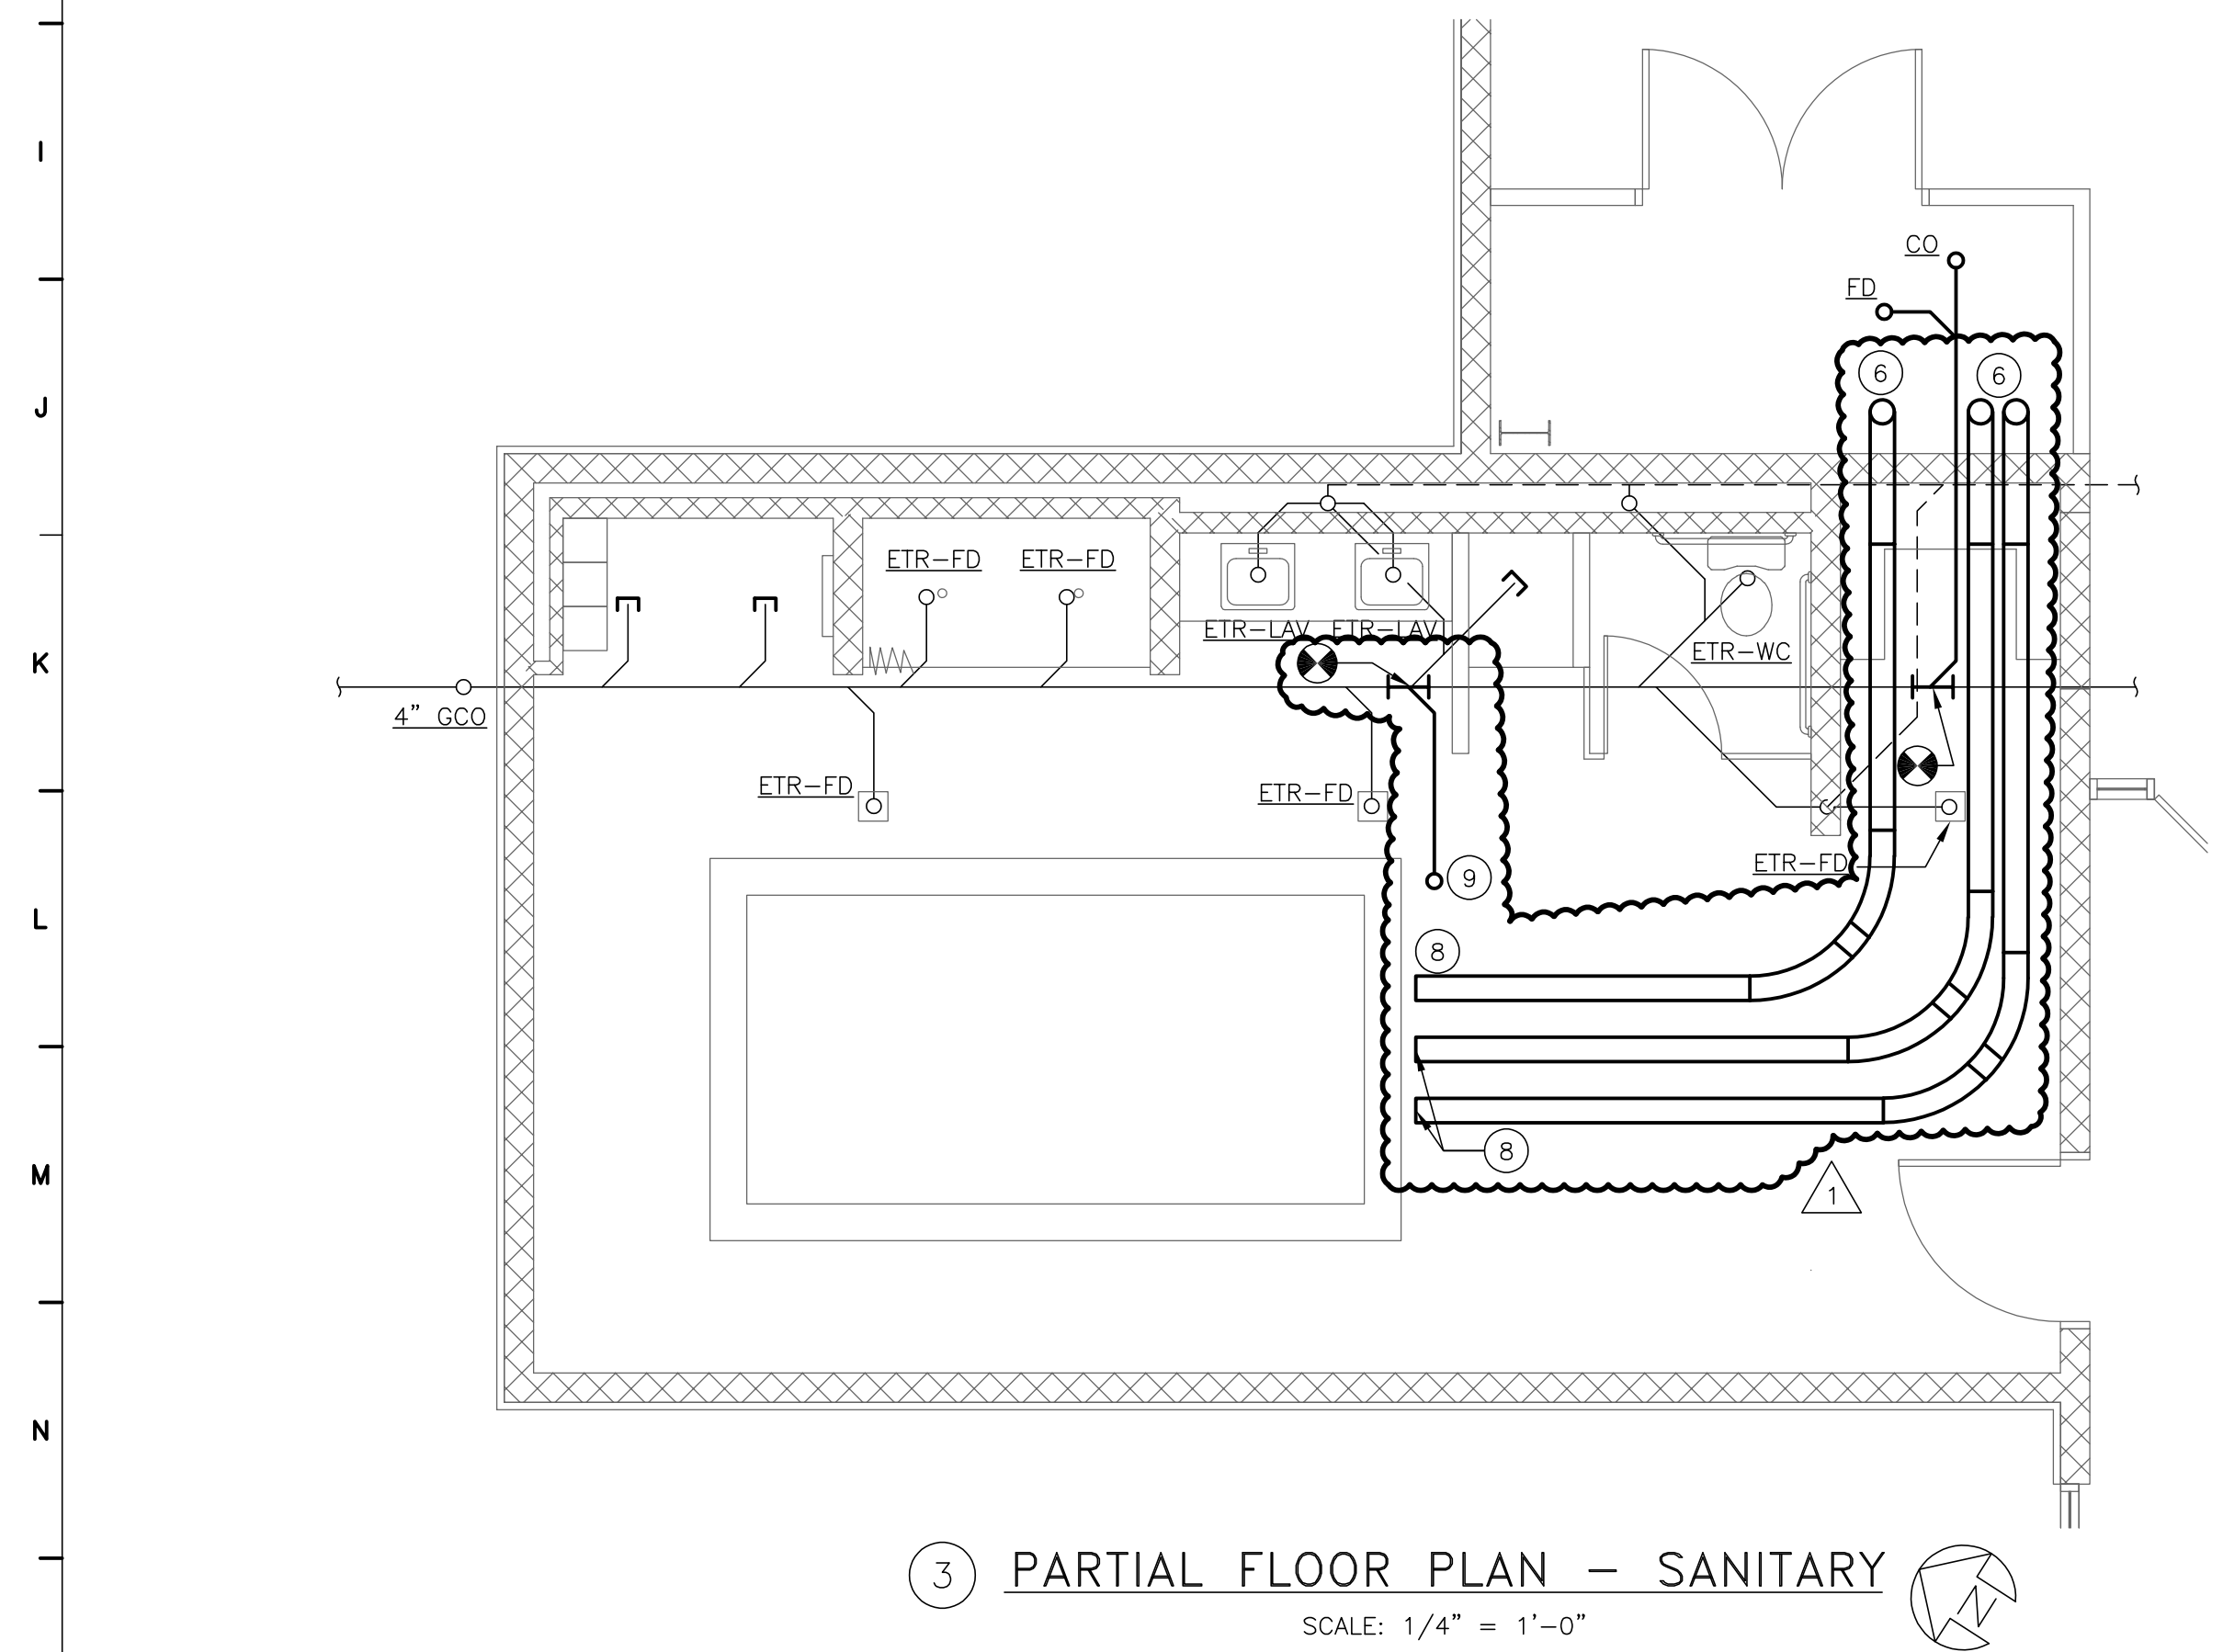 I
CO
FD
6
6
J
ETR-FD
ETR-FD
ETR-LAV
ETR-LAV
ETR-WC
K
4" GCO
ETR-FD
ETR-FD
ETR-FD
9
L
8
8
M
1
N
3
PARTIAL FLOOR PLAN - SANITARY
SCALE: 1/4" = 1'-0"
N